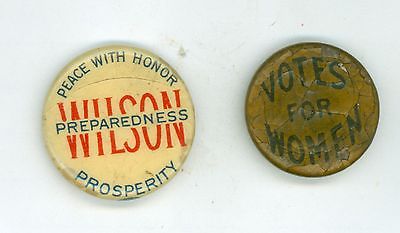 PEACE WITH HONOR
WILSON
PREPAREDNESS
PROSPERITY
VOTES
FOR
WOMEN